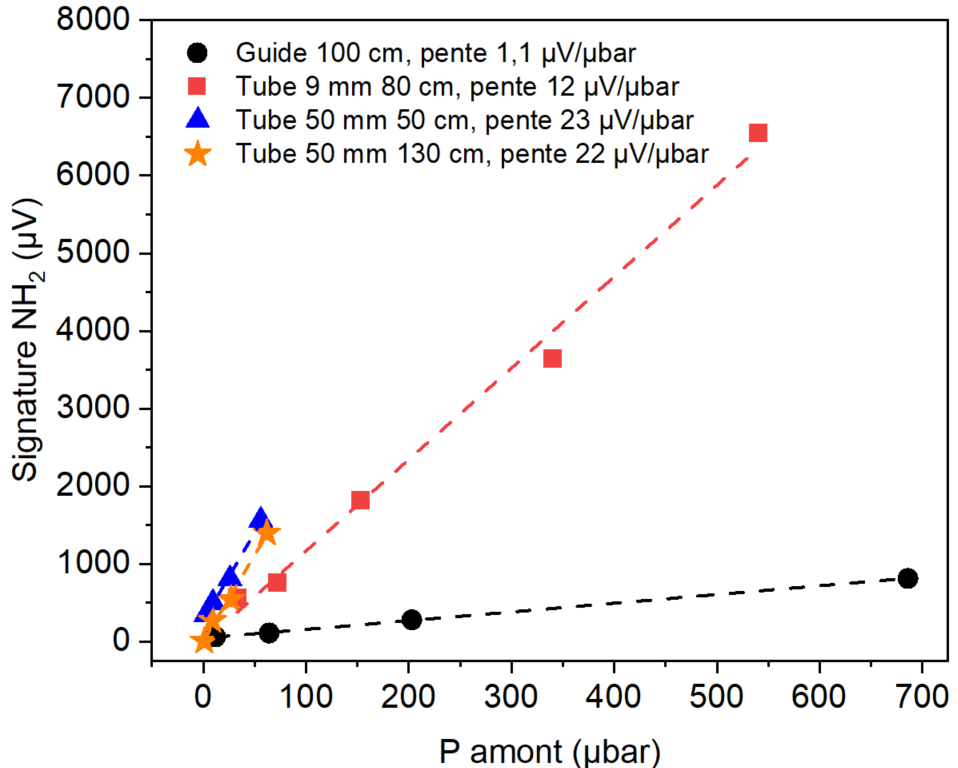 8000
7000
6000
5000
4000
3000
2000
1000
0
Signature NH₂ (µV)
Guide 100 cm, pente 1,1 µV/µbar
Tube 9 mm 80 cm, pente 12 µV/µbar
Tube 50 mm 50 cm, pente 23 µV/µbar
Tube 50 mm 130 cm, pente 22 µV/µbar
0 100 200 300 400 500 600 700
P amont (µbar)